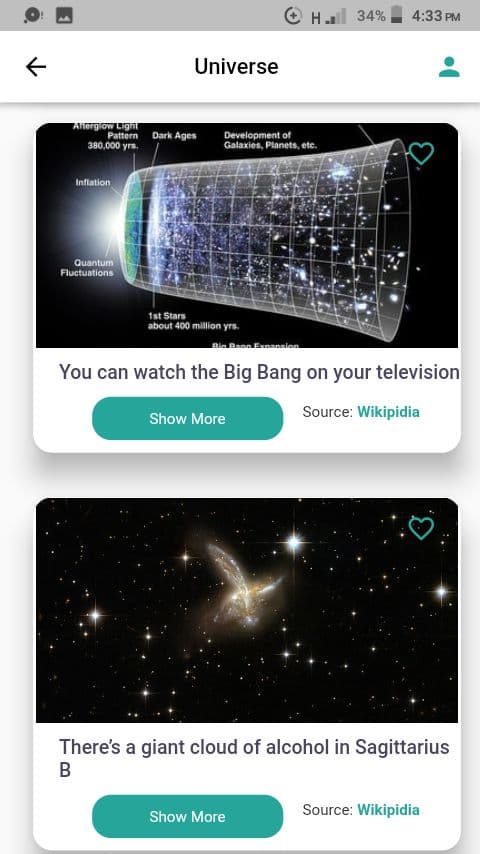 H 34% 4:33 PM
Universe
Afterglow Light
Pattern
380,000 yrs.
Dark Ages
Development of
Galaxies, Planets, etc.
Inflation
Quantum
Fluctuations
1st Stars
about 400 million yrs.
Big Bang Expansion
You can watch the Big Bang on your television
Show More
Source: Wikipidia
There's a giant cloud of alcohol in Sagittarius
B
Show More
Source: Wikipidia